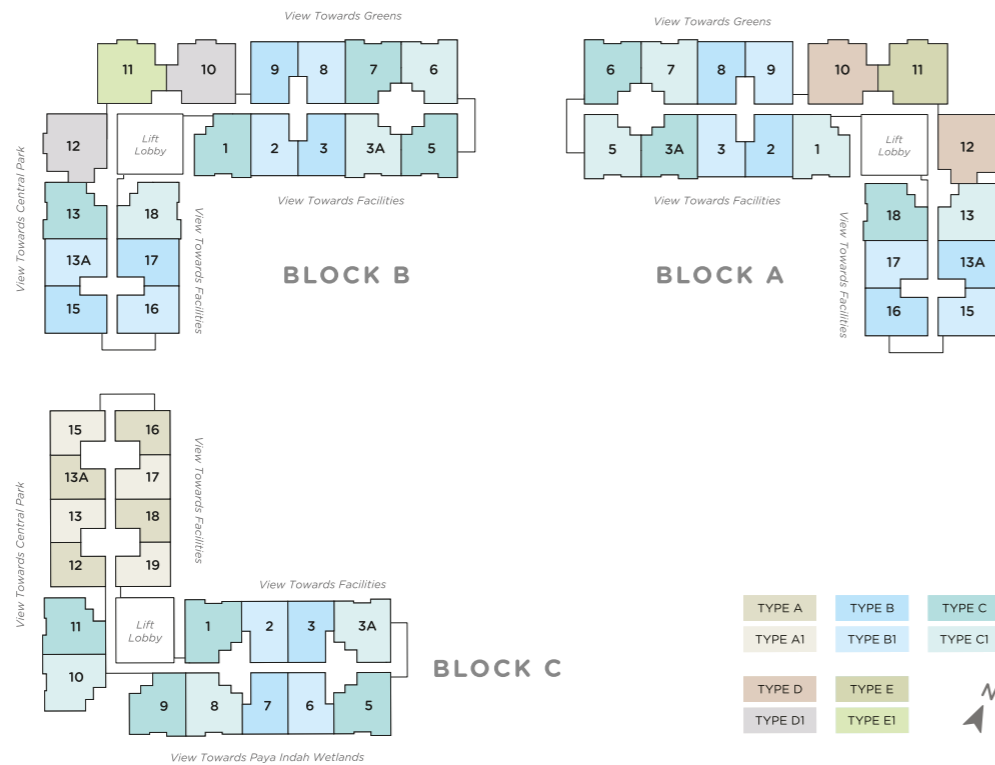 View Towards Greens
11
10
9
8
7
6
12
Lift
Lobby
1
2
3
3A
5
View Towards Central Park
13
18
View Towards Facilities
View Towards Facilities
13A
17
15
16
BLOCK B
View Towards Greens
6
7
8
9
10
11
5
3A
3
2
1
Lift
Lobby
12
View Towards Facilities
18
13
View Towards Facilities
17
13A
16
15
BLOCK A
15
16
13A
17
View Towards Central Park
View Towards Facilities
13
18
12
19
View Towards Facilities
11
Lift
Lobby
1
2
3
3A
10
9
8
7
6
5
BLOCK C
View Towards Paya Indah Wetlands
TYPE A
TYPE B
TYPE C
TYPE A1
TYPE B1
TYPE C1
TYPE D
TYPE E
TYPE D1
TYPE E1
N